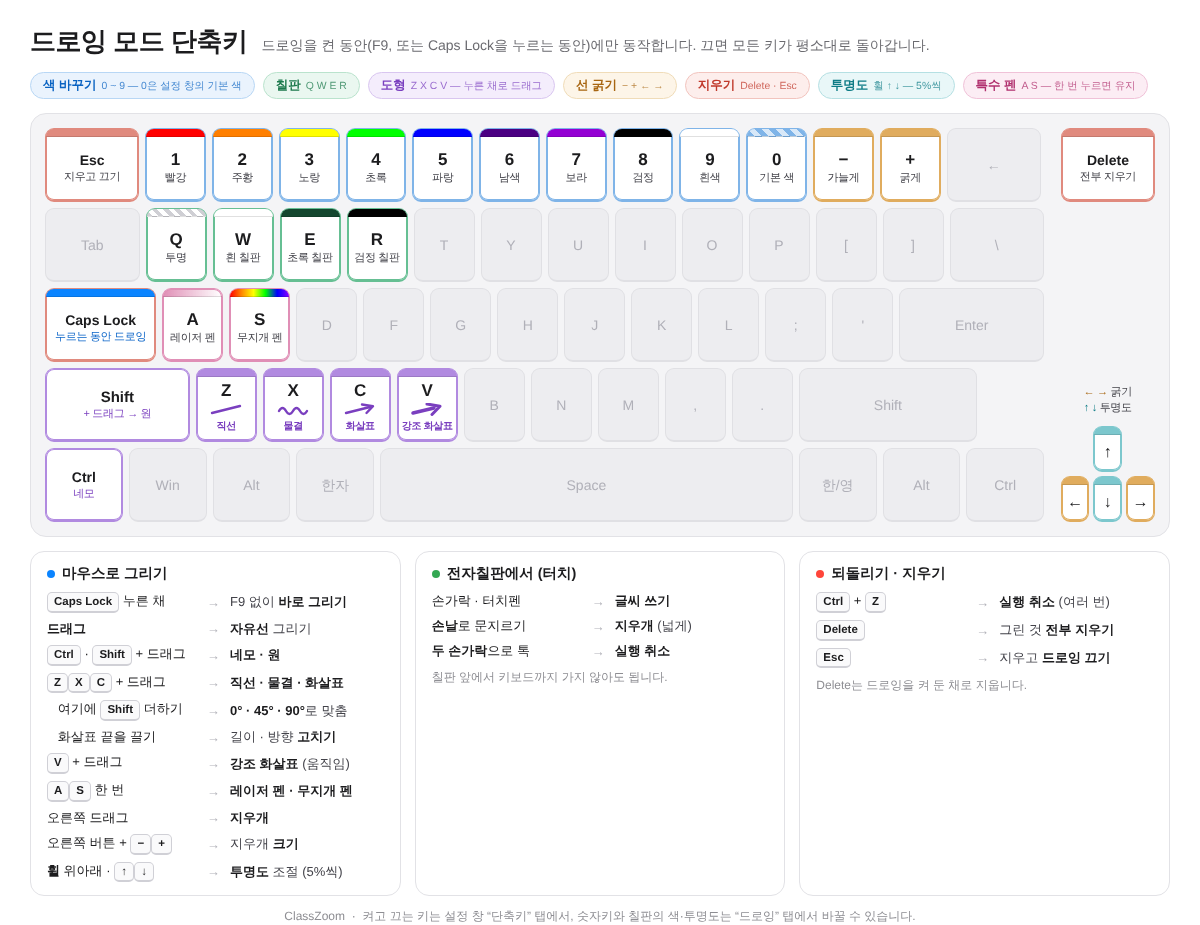 드로잉 모드 단축키 드로잉을 켠 동안(F9, 또는 Caps Lock을 누르는 동안)에만 동작합니다. 끄면 모든 키가 평소대로 돌아갑니다.
색 바꾸기 0 – 9 — 0은 설정 창의 기본 색 칠판 Q W E R 도형 Z X C V — 누른 채로 드래그 선 굵기 − + ← → 지우기 Delete · Esc 투명도 휠 ↑ ↓ — 5%씩 특수 펜 A S — 한 번 누르면 유지
Esc 1 2 3 4 5 6 7 8 9 0 − + ← Delete
지우고 끄기 빨강 주황 노랑 초록 파랑 남색 보라 검정 흰색 기본 색 가늘게 굵게 전부 지우기
Tab Q W E R T Y U I O P [ ] \
투명 흰 칠판 초록 칠판 검정 칠판
Caps Lock A S D F G H J K L ; ' Enter
누르는 동안 드로잉 레이저 펜 무지개 펜
Shift Z X C V B N M , . Shift
+ 드래그 → 원 직선 물결 화살표 강조 화살표
← → 굵기
↑ ↓ 투명도
↑
Ctrl Win Alt 한자 Space 한/영 Alt Ctrl
네모
← ↓ →
마우스로 그리기
Caps Lock 누른 채 → F9 없이 바로 그리기
드래그 → 자유선 그리기
Ctrl · Shift + 드래그 → 네모 · 원
Z X C + 드래그 → 직선 · 물결 · 화살표
여기에 Shift 더하기 → 0° · 45° · 90°로 맞춤
화살표 끝을 끌기 → 길이 · 방향 고치기
V + 드래그 → 강조 화살표 (움직임)
A S 한 번 → 레이저 펜 · 무지개 펜
오른쪽 드래그 → 지우개
오른쪽 버튼 + − + → 지우개 크기
휠 위아래 · ↑ ↓ → 투명도 조절 (5%씩)
전자칠판에서 (터치)
손가락 · 터치펜 → 글씨 쓰기
손날로 문지르기 → 지우개 (넓게)
두 손가락으로 톡 → 실행 취소
칠판 앞에서 키보드까지 가지 않아도 됩니다.
되돌리기 · 지우기
Ctrl + Z → 실행 취소 (여러 번)
Delete → 그린 것 전부 지우기
Esc → 지우고 드로잉 끄기
Delete는 드로잉을 켜 둔 채로 지웁니다.
ClassZoom · 켜고 끄는 키는 설정 창 “단축키” 탭에서, 숫자키와 칠판의 색·투명도는 “드로잉” 탭에서 바꿀 수 있습니다.